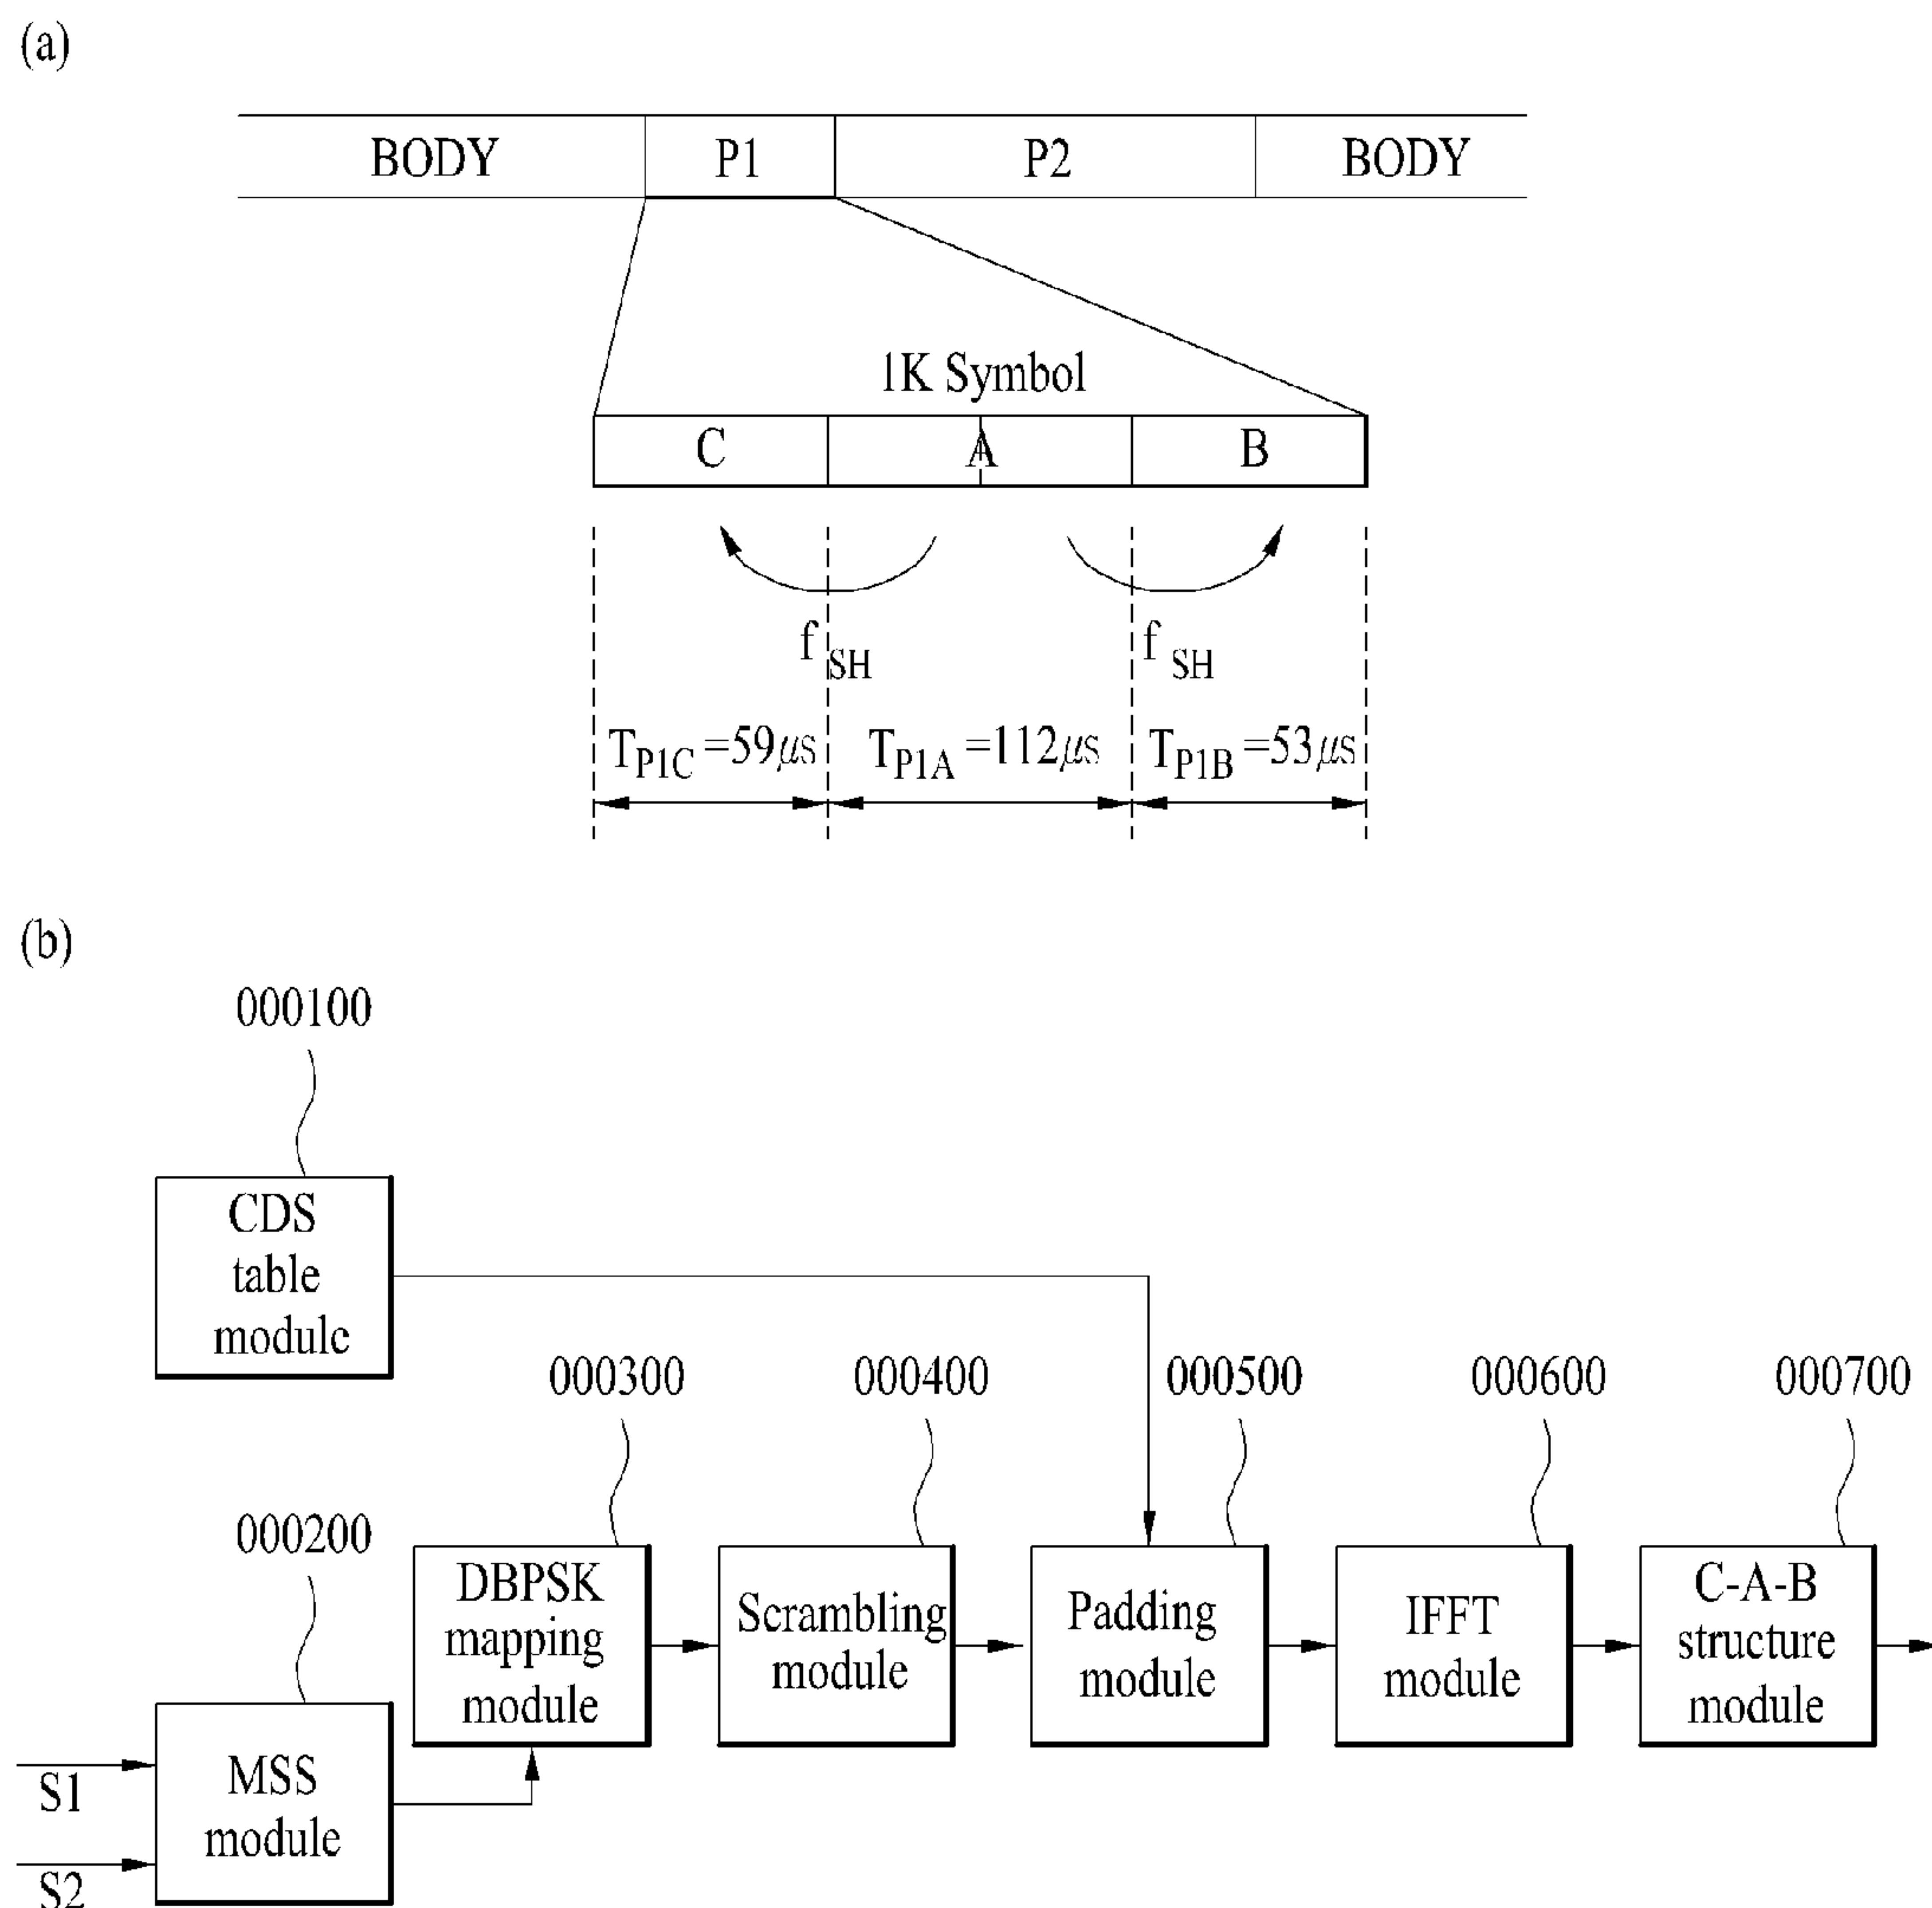 (a)
BODY P1 P2 BODY
1K Symbol
C A B
f SH f SH
TP1C =59μs TP1A =112μs TP1B =53μs
(b)
000100
CDS
table
module
000300 000400 000500 000600 000700
000200
DBPSK
mapping
module
Scrambling
module
Padding
module
IFFT
module
C-A-B
structure
module
S1
MSS
module
S2